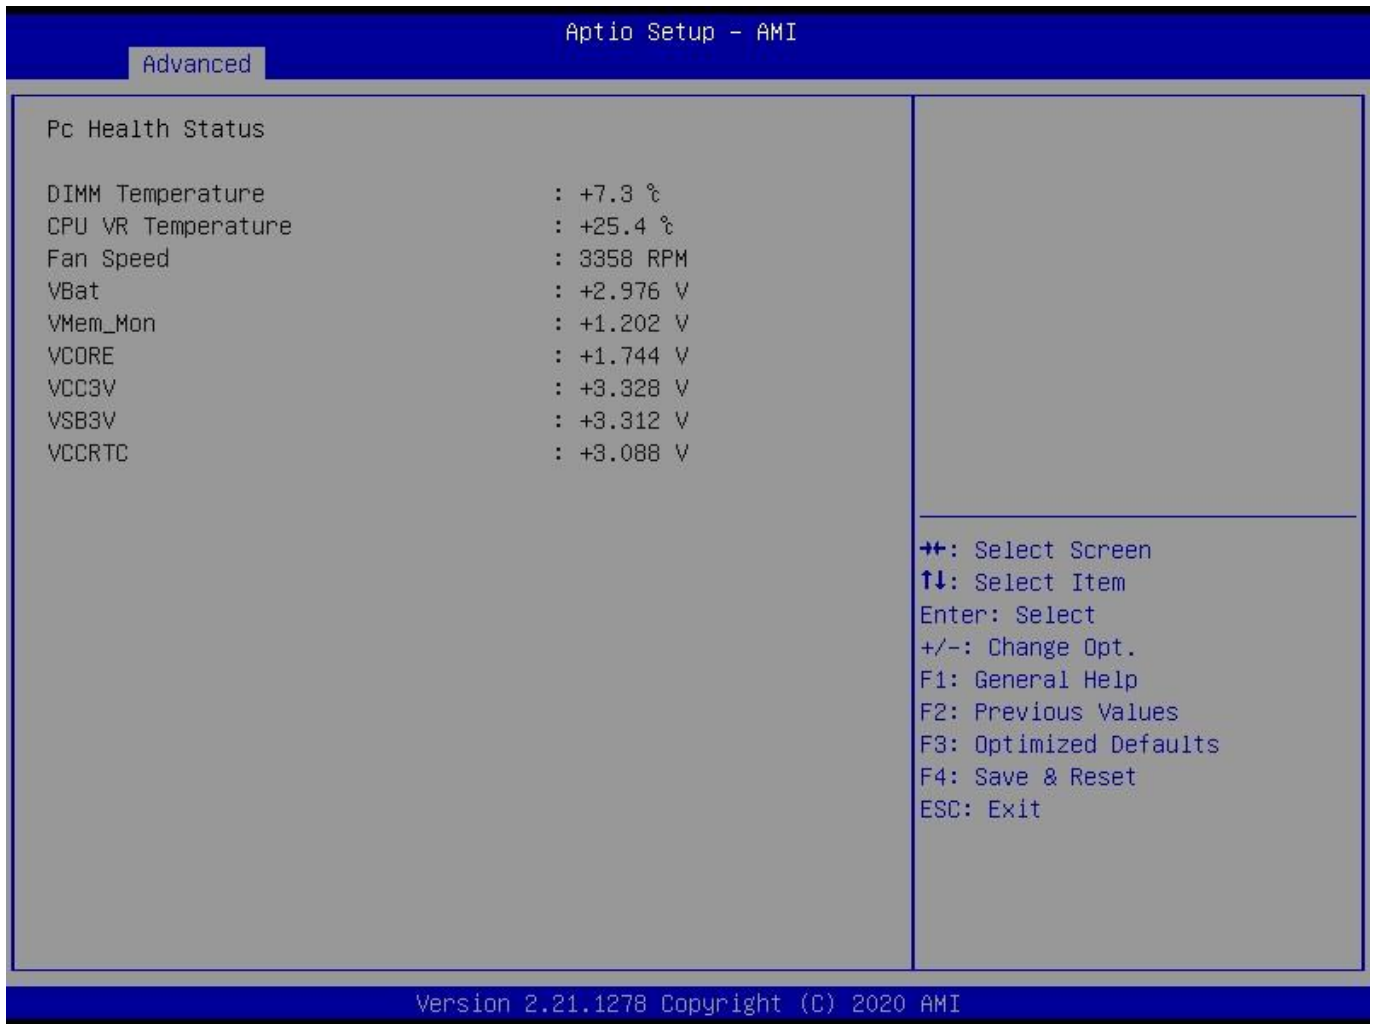 Aptio Setup – AMI
Advanced
Pc Health Status
DIMM Temperature : +7.3 ℃
CPU VR Temperature : +25.4 ℃
Fan Speed : 3358 RPM
VBat : +2.976 V
VMem_Mon : +1.202 V
VCORE : +1.744 V
VCC3V : +3.328 V
VSB3V : +3.312 V
VCCRTC : +3.088 V
→←: Select Screen
↑↓: Select Item
Enter: Select
+/-: Change Opt.
F1: General Help
F2: Previous Values
F3: Optimized Defaults
F4: Save & Reset
ESC: Exit
Version 2.21.1278 Copyright (C) 2020 AMI